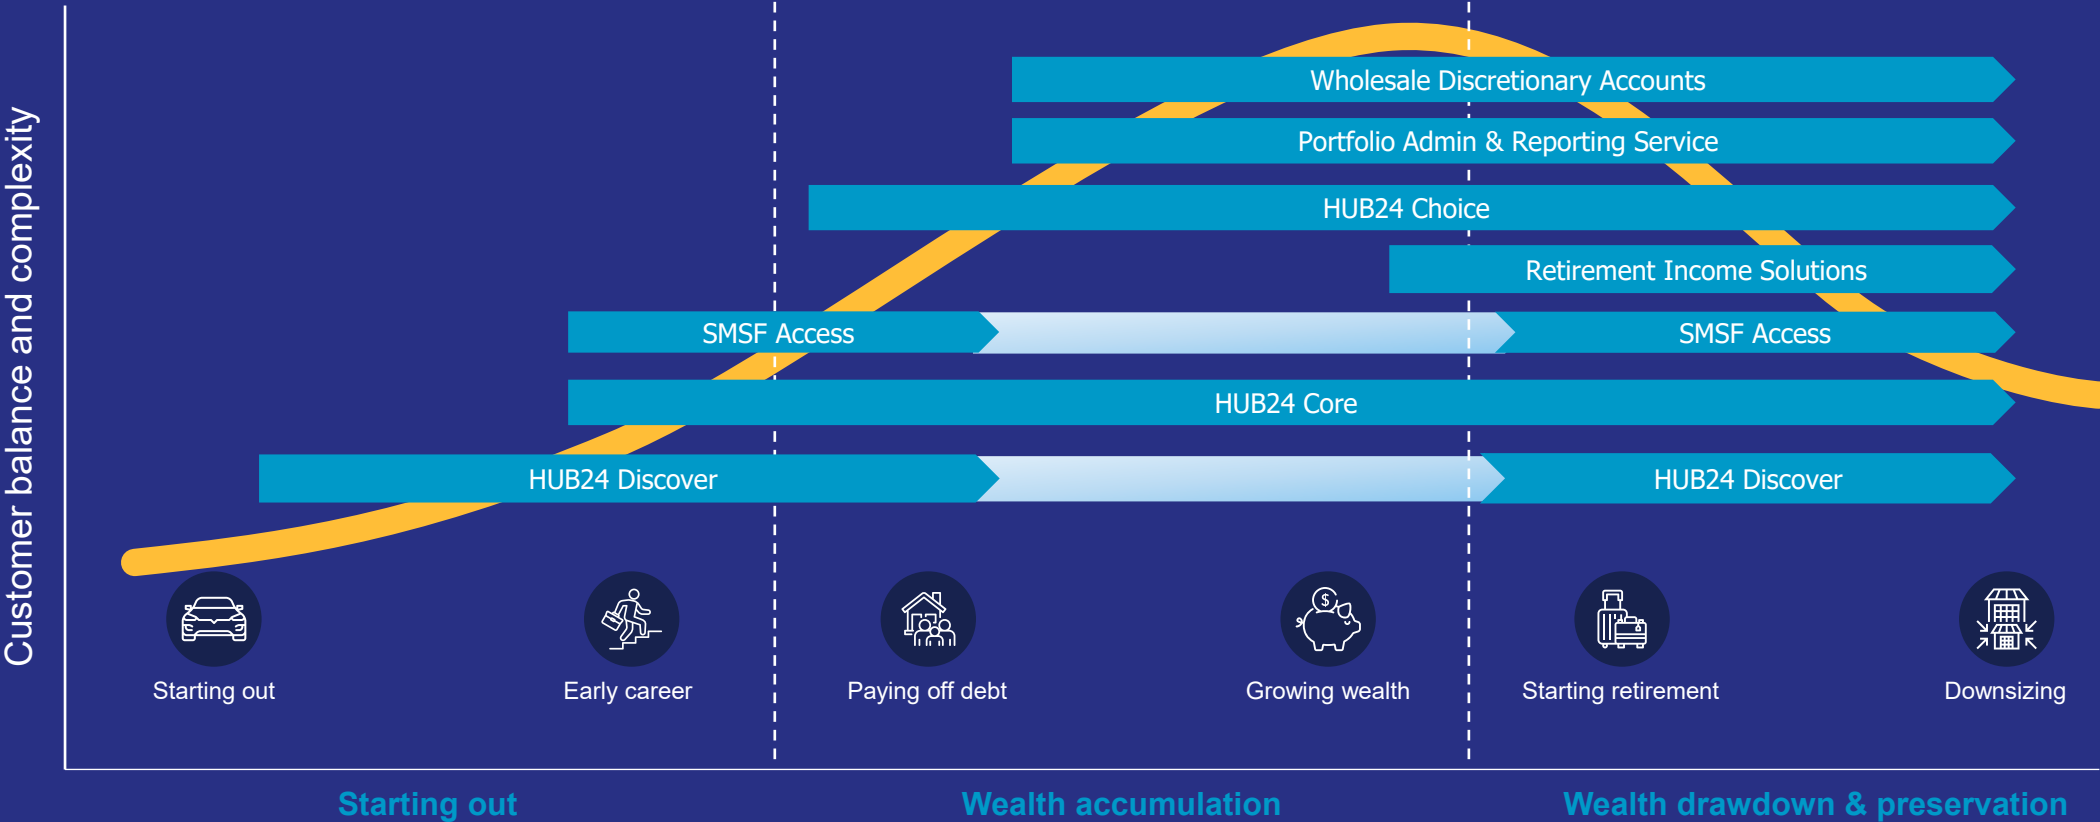 Customer balance and complexity
Wholesale Discretionary Accounts
Portfolio Admin & Reporting Service
HUB24 Choice
Retirement Income Solutions
SMSF Access
SMSF Access
HUB24 Core
HUB24 Discover
HUB24 Discover
$
Starting out
Early career
Paying off debt
Growing wealth
Starting retirement
Downsizing
Starting out
Wealth accumulation
Wealth drawdown & preservation